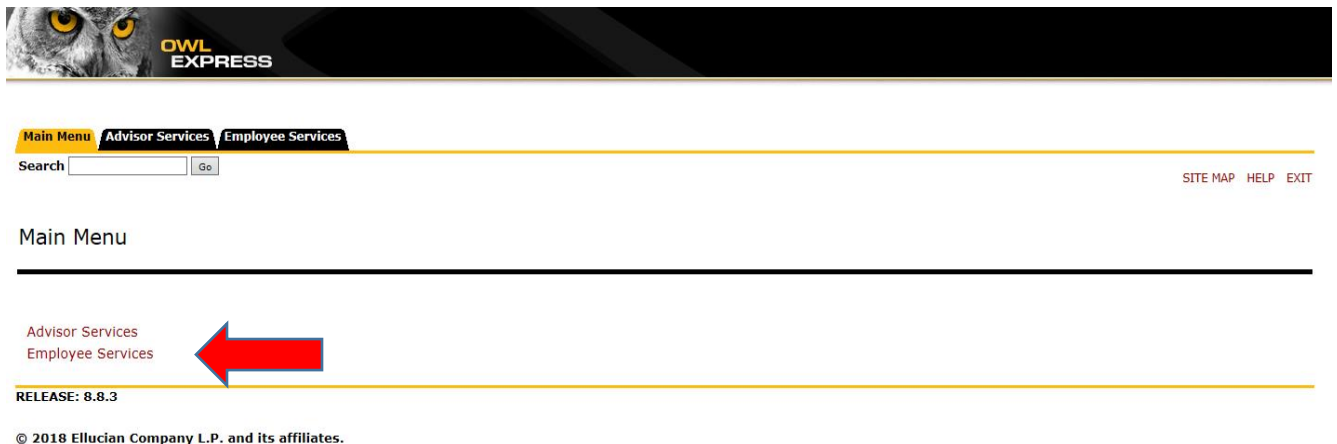 OWL
EXPRESS
Main Menu Advisor Services Employee Services
Search Go
SITE MAP HELP EXIT
Main Menu
Advisor Services
Employee Services
RELEASE: 8.8.3
© 2018 Ellucian Company L.P. and its affiliates.